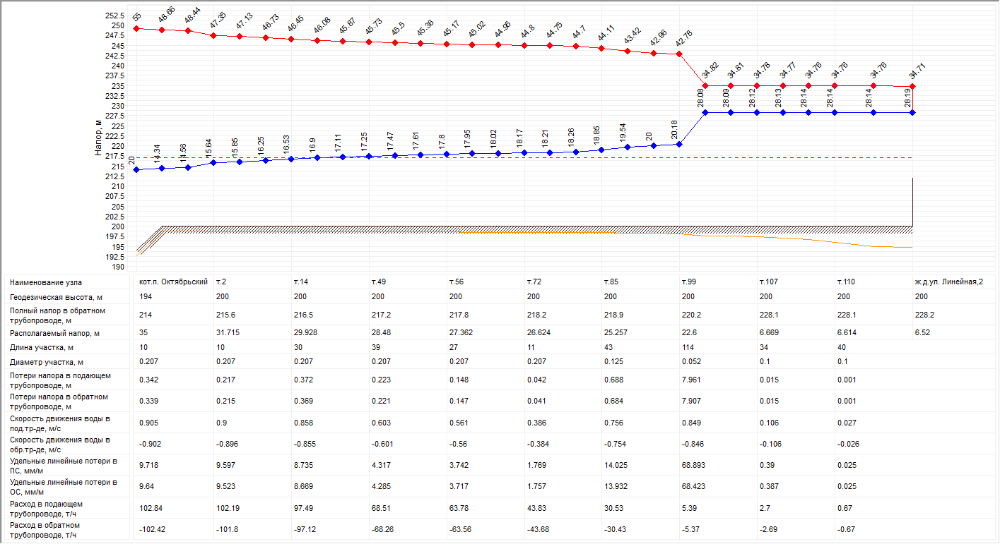 55 48.66 48.44 47.35 47.13 46.73 46.45 46.08 45.87 45.73 45.5 45.36 45.17 45.02 44.95 44.8 44.75 44.7 44.11 43.42 42.96 42.78 34.82 34.81 34.78 34.77 34.76 34.76 34.76 34.71
20 14.34 14.56 15.64 15.85 16.25 16.53 16.9 17.11 17.25 17.47 17.61 17.8 17.95 18.02 18.17 18.21 18.26 18.85 19.54 20 20.18 28.08 28.09 28.12 28.13 28.14 28.14 28.14 28.19
Напор, м
252.5
250
247.5
245
242.5
240
237.5
235
232.5
230
227.5
225
222.5
220
217.5
215
212.5
210
207.5
205
202.5
200
197.5
195
192.5
190
Наименование узла кот.п. Октябрьский т.2 т.14 т.49 т.56 т.72 т.85 т.99 т.107 т.110 ж.д.ул. Линейная,2
Геодезическая высота, м 194 200 200 200 200 200 200 200 200 200 200
Полный напор в обратном
трубопроводе, м 214 215.6 216.5 217.2 217.8 218.2 218.9 220.2 228.1 228.1 228.2
Располагаемый напор, м 35 31.715 29.928 28.48 27.362 26.624 25.257 22.6 6.669 6.614 6.52
Длина участка, м 10 10 30 39 27 11 43 114 34 40
Диаметр участка, м 0.207 0.207 0.207 0.207 0.207 0.207 0.125 0.052 0.1 0.1
Потери напора в подающем
трубопроводе, м 0.342 0.217 0.372 0.223 0.148 0.042 0.688 7.961 0.015 0.001
Потери напора в обратном
трубопроводе, м 0.339 0.215 0.369 0.221 0.147 0.041 0.684 7.907 0.015 0.001
Скорость движения воды в
под.тр-де, м/с 0.905 0.9 0.858 0.603 0.561 0.386 0.756 0.849 0.106 0.027
Скорость движения воды в
обр.тр-де, м/с -0.902 -0.896 -0.855 -0.601 -0.56 -0.384 -0.754 -0.846 -0.106 -0.026
Удельные линейные потери в
ПС, мм/м 9.718 9.597 8.735 4.317 3.742 1.769 14.025 68.893 0.39 0.025
Удельные линейные потери в
ОС, мм/м 9.64 9.523 8.669 4.285 3.717 1.757 13.932 68.423 0.387 0.025
Расход в подающем
трубопроводе, т/ч 102.84 102.19 97.49 68.51 63.78 43.83 30.53 5.39 2.7 0.67
Расход в обратном
трубопроводе, т/ч -102.42 -101.8 -97.12 -68.26 -63.56 -43.68 -30.43 -5.37 -2.69 -0.67